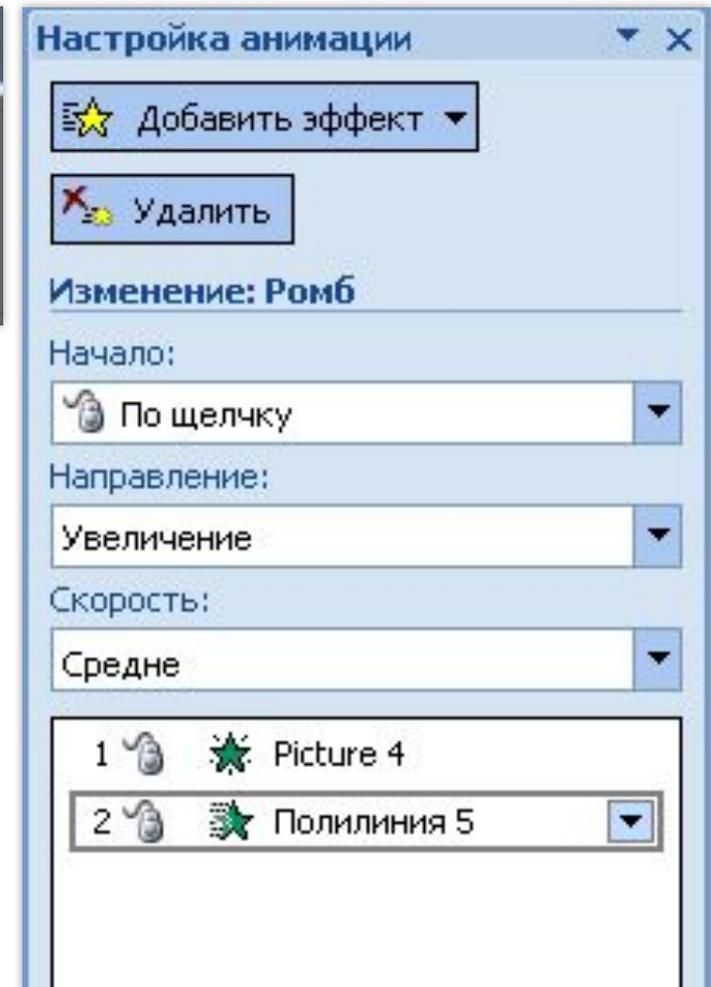 Настройка анимации
Добавить эффект
Удалить
Изменение: Ромб
Начало:
По щелчку
Направление:
Увеличение
Скорость:
Средне
1 Picture 4
2 Полилиния 5